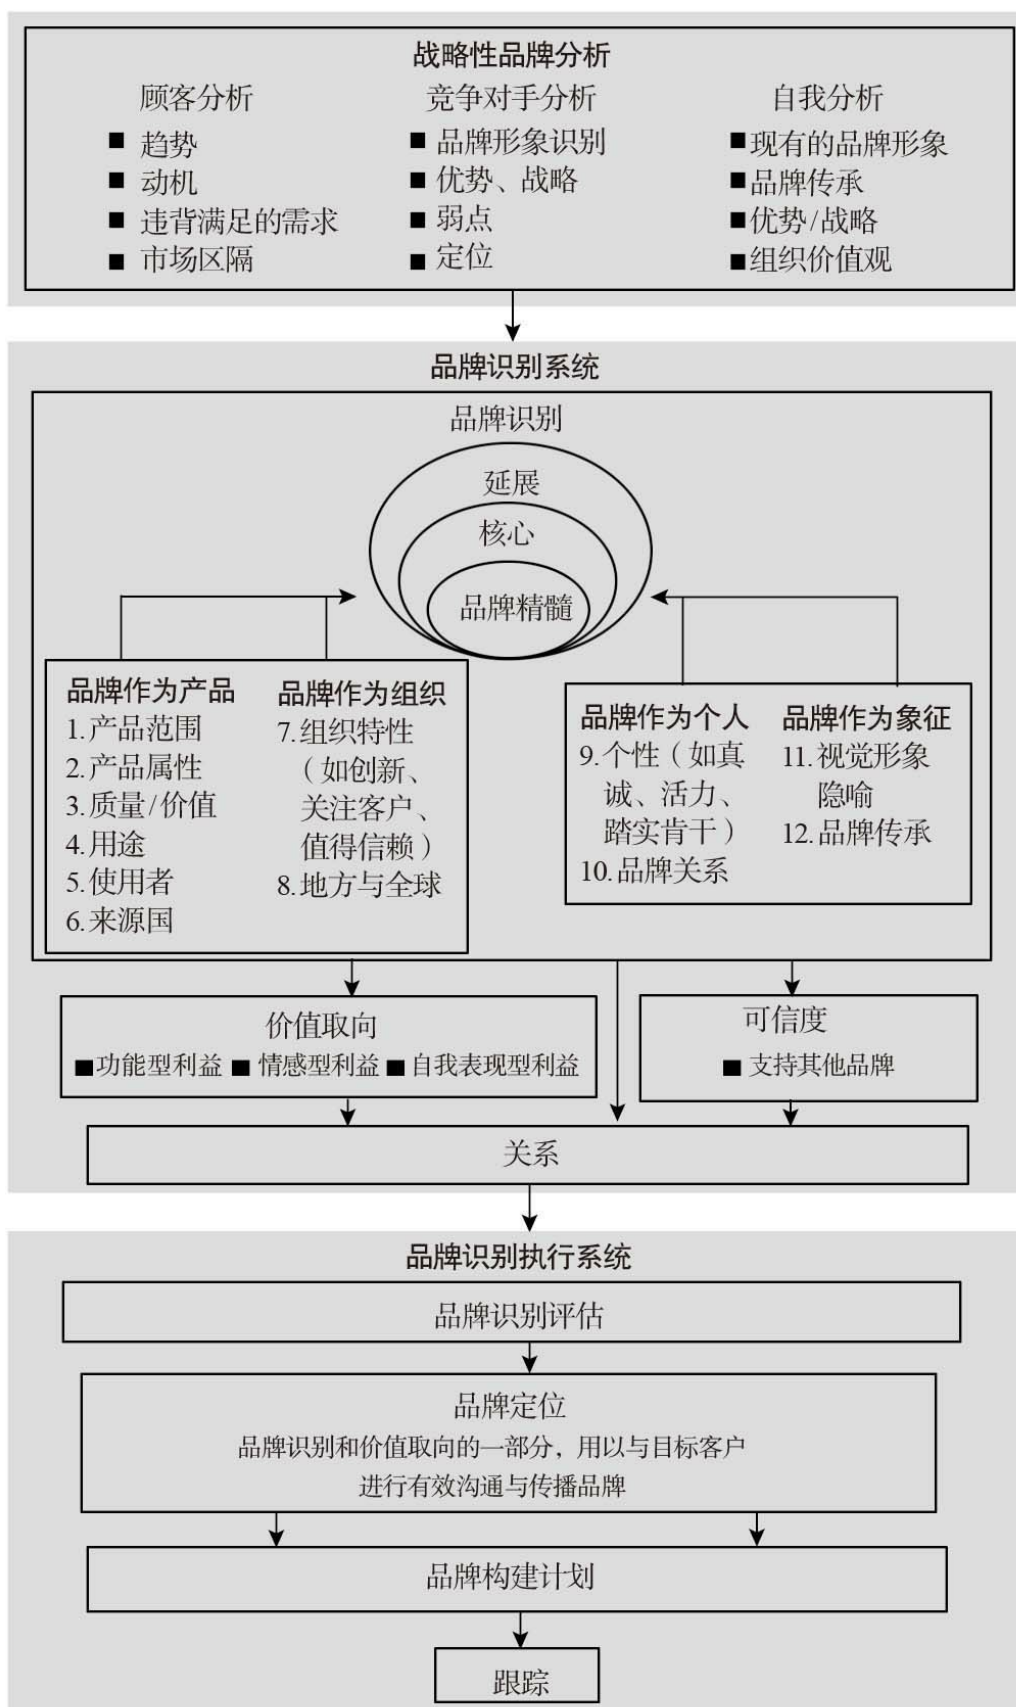 战略性品牌分析
顾客分析
■ 趋势
■ 动机
■ 违背满足的需求
■ 市场区隔
竞争对手分析
■ 品牌形象识别
■ 优势、战略
■ 弱点
■ 定位
自我分析
■现有的品牌形象
■品牌传承
■优势/战略
■组织价值观
品牌识别系统
品牌识别
延展
核心
品牌精髓
品牌作为产品
1.产品范围
2.产品属性
3.质量/价值
4.用途
5.使用者
6.来源国
品牌作为组织
7.组织特性
（如创新、
关注客户、
值得信赖）
8.地方与全球
品牌作为个人
9.个性（如真
诚、活力、
踏实肯干）
10.品牌关系
品牌作为象征
11.视觉形象
隐喻
12.品牌传承
价值取向
■功能型利益 ■ 情感型利益 ■ 自我表现型利益
可信度
■ 支持其他品牌
关系
品牌识别执行系统
品牌识别评估
品牌定位
品牌识别和价值取向的一部分，用以与目标客户
进行有效沟通与传播品牌
品牌构建计划
跟踪